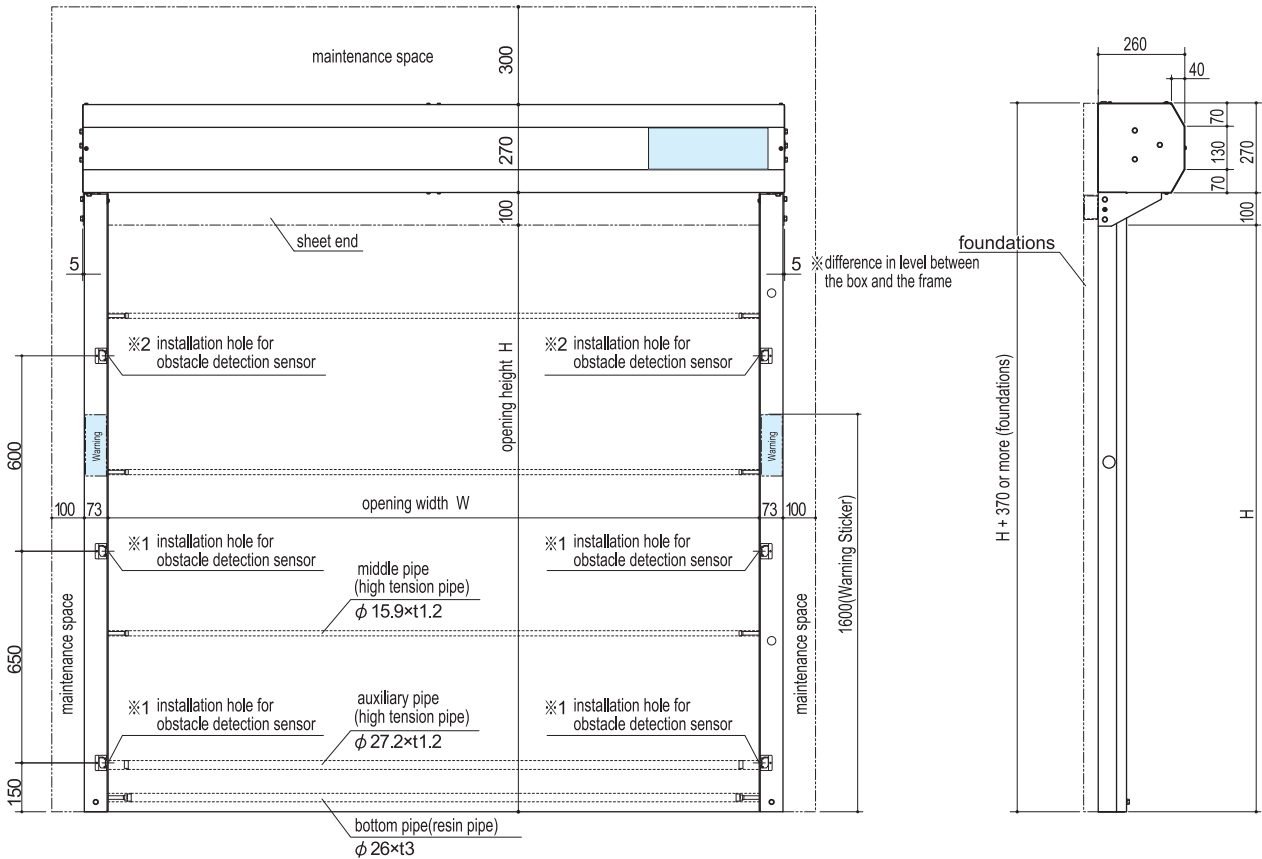 maintenance space
300
270
100
sheet end
5
5
※difference in level between
the box and the frame
※2 installation hole for
obstacle detection sensor
※2 installation hole for
obstacle detection sensor
opening height H
600
Warning
Warning
100
73
opening width W
73
100
※1 installation hole for
obstacle detection sensor
※1 installation hole for
obstacle detection sensor
middle pipe
(high tension pipe)
φ 15.9×t1.2
1600(Warning Sticker)
maintenance space
maintenance space
650
※1 installation hole for
obstacle detection sensor
auxiliary pipe
(high tension pipe)
φ 27.2×t1.2
※1 installation hole for
obstacle detection sensor
150
bottom pipe(resin pipe)
φ 26×t3
260
40
70
130
70
270
100
foundations
H + 370 or more (foundations)
H